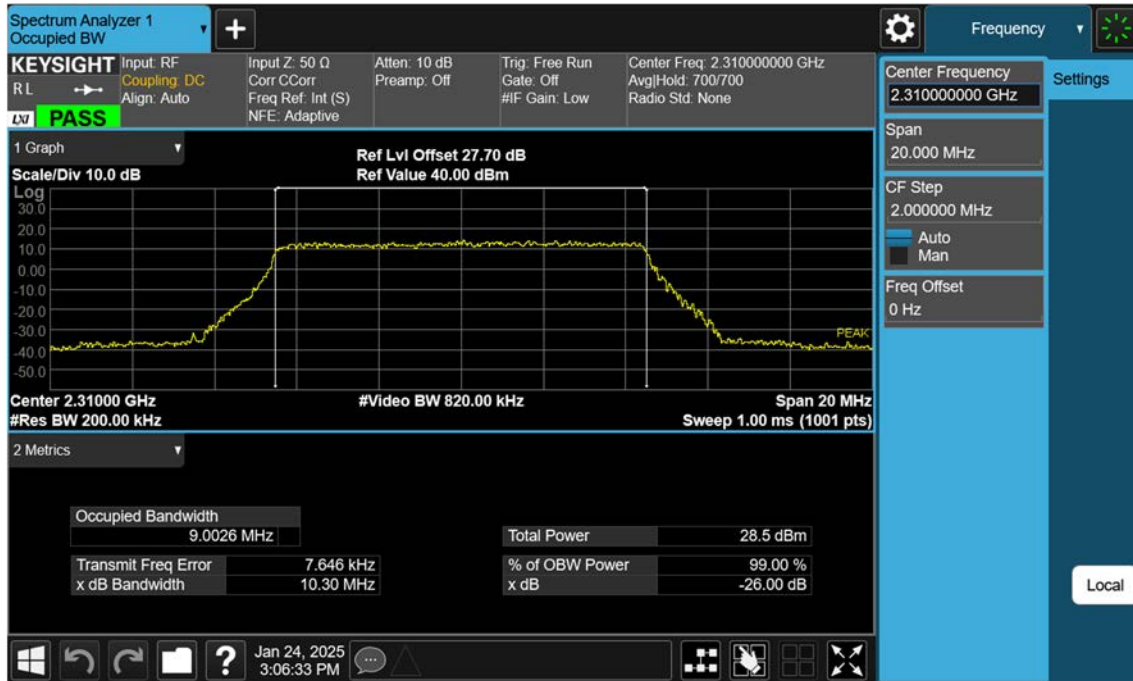 Spectrum Analyzer 1
Occupied BW
Frequency
KEYSIGHT
RL
LXI PASS
Input: RF
Coupling: DC
Align: Auto
Input Z: 50 Ω
Corr CCorr
Freq Ref: Int (S)
NFE: Adaptive
Atten: 10 dB
Preamp: Off
Trig: Free Run
Gate: Off
#IF Gain: Low
Center Freq: 2.310000000 GHz
Avg|Hold: 700/700
Radio Std: None
Center Frequency
2.310000000 GHz
Settings
Span
20.000 MHz
CF Step
2.000000 MHz
Auto
Man
Freq Offset
0 Hz
Local
1 Graph
Scale/Div 10.0 dB
Ref Lvl Offset 27.70 dB
Ref Value 40.00 dBm
Log
30.0
20.0
10.0
0.00
-10.0
-20.0
-30.0
-40.0
-50.0
PEAK
Center 2.31000 GHz
#Video BW 820.00 kHz
Span 20 MHz
#Res BW 200.00 kHz
Sweep 1.00 ms (1001 pts)
2 Metrics
Occupied Bandwidth
9.0026 MHz
Total Power 28.5 dBm
Transmit Freq Error 7.646 kHz
% of OBW Power 99.00 %
x dB Bandwidth 10.30 MHz
x dB -26.00 dB
?
Jan 24, 2025
3:06:33 PM